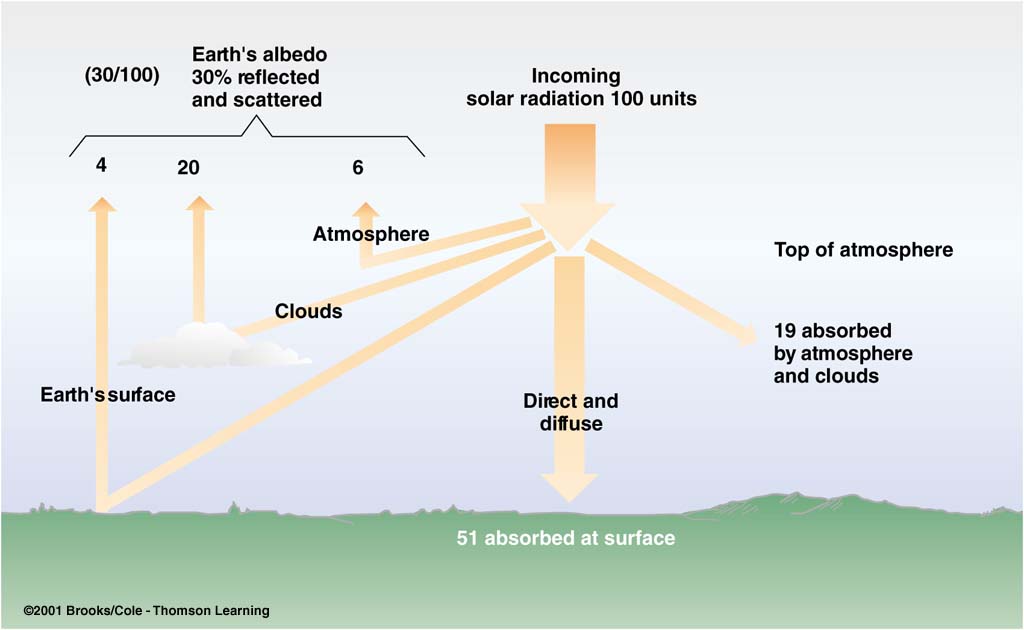 Earth's albedo
(30/100)
30% reflected
and scattered
Incoming
solar radiation 100 units
4
20
6
Atmosphere
Top of atmosphere
Clouds
19 absorbed
by atmosphere
and clouds
Earth's surface
Direct and
diffuse
51 absorbed at surface
©2001 Brooks/Cole - Thomson Learning